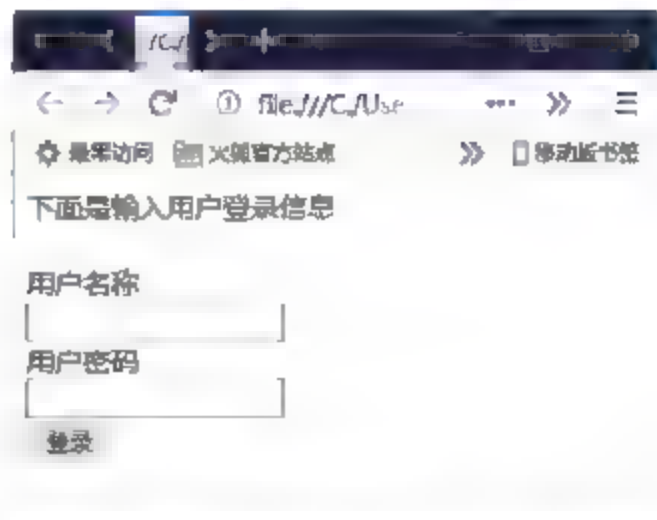 /C:/
file:///C:/Use ...
最常访问 火狐官方站点 移动版书签
下面是输入用户登录信息
用户名称
用户密码
登录